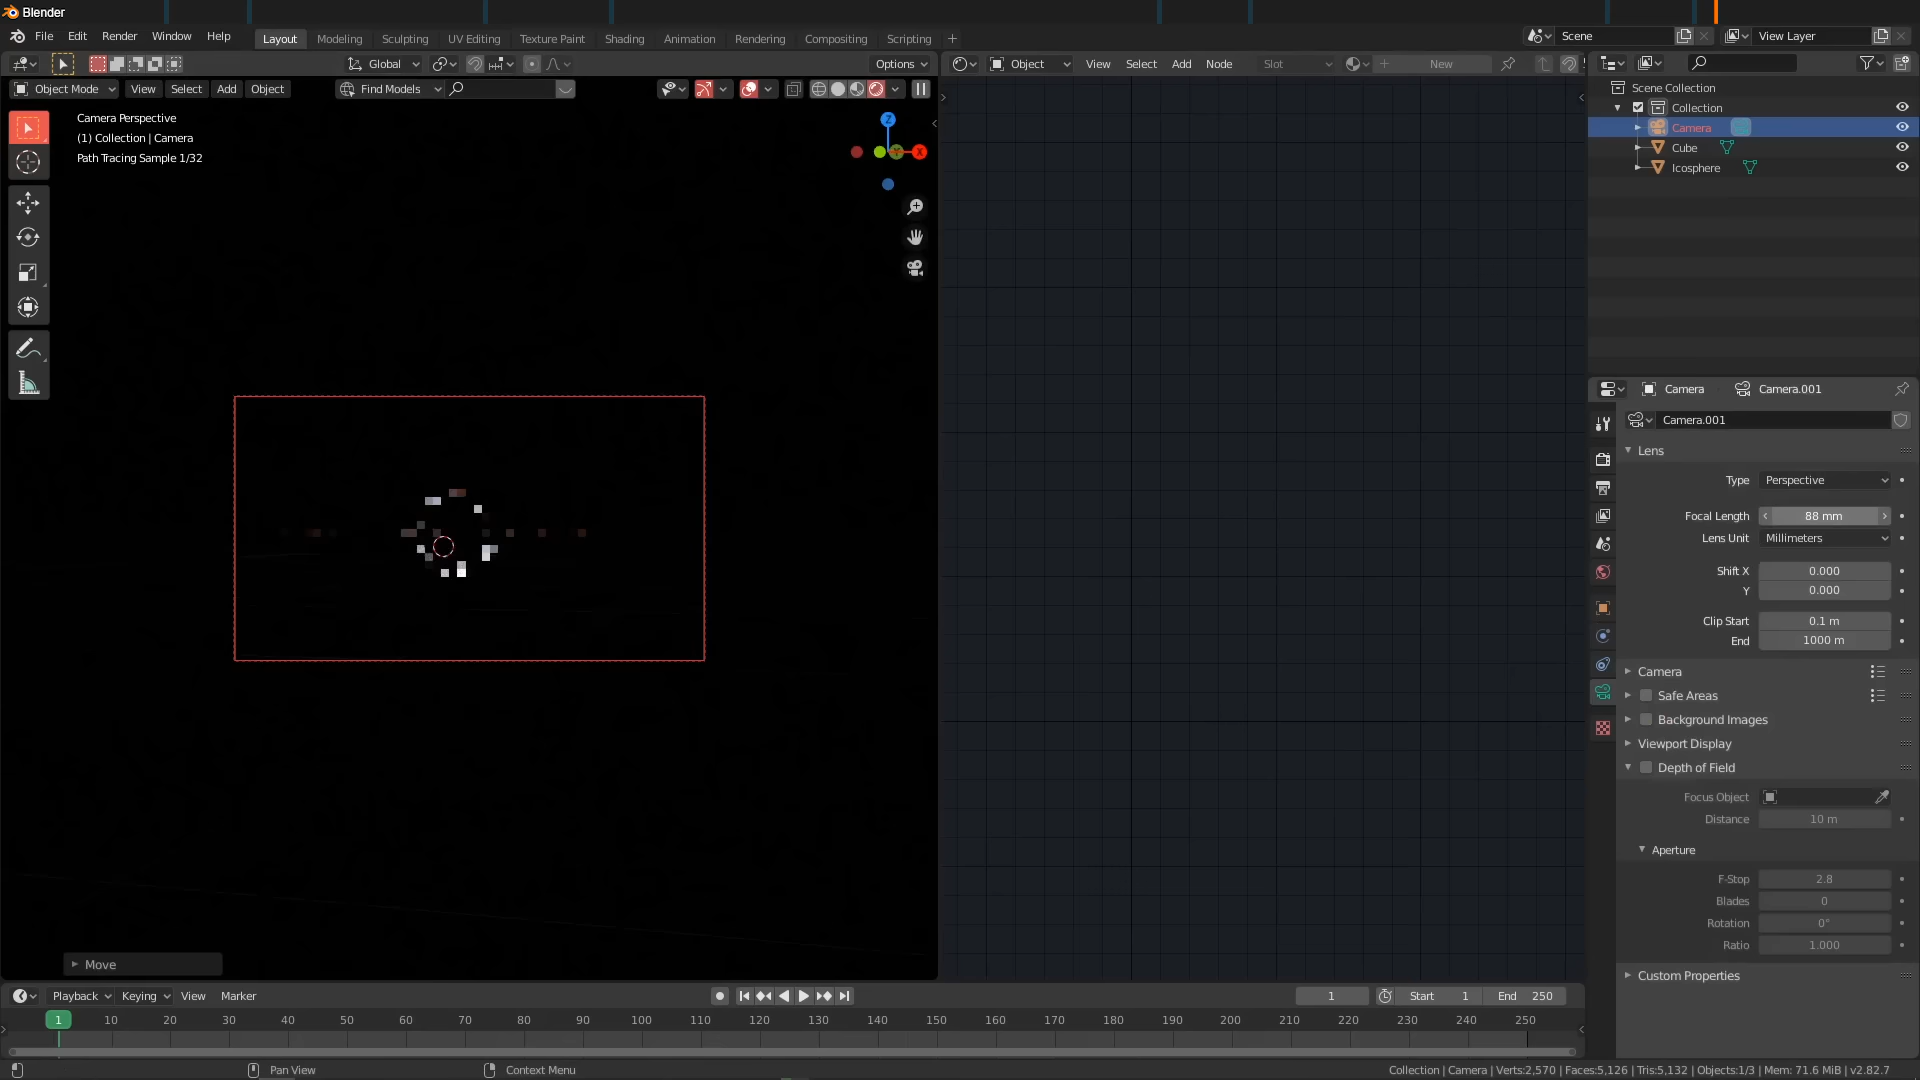 Blender
File Edit Render Window Help
Layout Modeling Sculpting UV Editing Texture Paint Shading Animation Rendering Compositing Scripting
Scene
View Layer
Global
Options
Object View Select Add Node Slot New
Object Mode View Select Add Object
Find Models
Camera Perspective
(1) Collection | Camera
Path Tracing Sample 1/32
Z
X
Move
Scene Collection
Collection
Camera
Cube
Icosphere
Camera Camera.001
Camera.001
Lens
Type Perspective
Focal Length 88 mm
Lens Unit Millimeters
Shift X 0.000
Y 0.000
Clip Start 0.1 m
End 1000 m
Camera
Safe Areas
Background Images
Viewport Display
Depth of Field
Focus Object
Distance 10 m
Aperture
F-Stop 2.8
Blades 0
Rotation 0°
Ratio 1.000
Custom Properties
Playback Keying View Marker
1 Start 1 End 250
1 10 20 30 40 50 60 70 80 90 100 110 120 130 140 150 160 170 180 190 200 210 220 230 240 250
Pan View
Context Menu
Collection | Camera | Verts:2,570 | Faces:5,126 | Tris:5,132 | Objects:1/3 | Mem: 71.6 MiB | v2.82.7